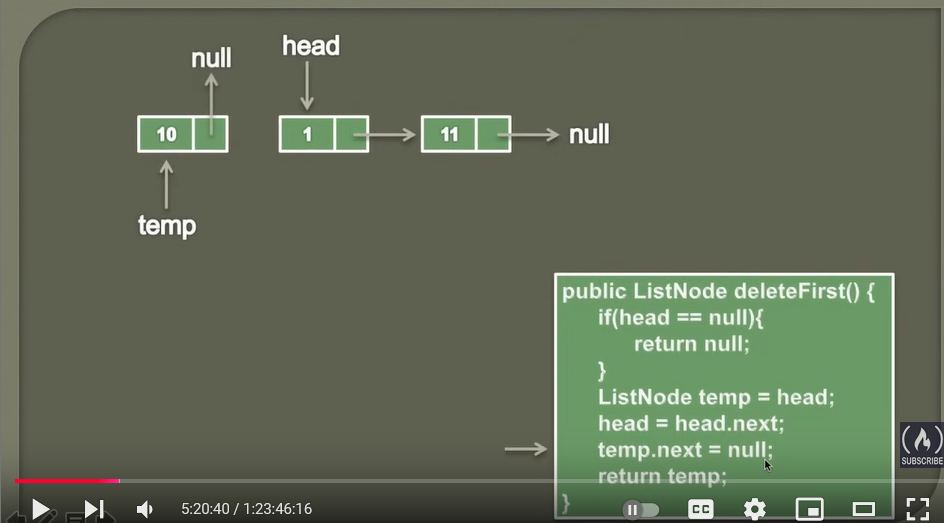 null
head
10
1
11
null
temp
public ListNode deleteFirst() {
if(head == null){
return null;
}
ListNode temp = head;
head = head.next;
temp.next = null;
return temp;
}
SUBSCRIBE
5:20:40 / 1:23:46:16
CC